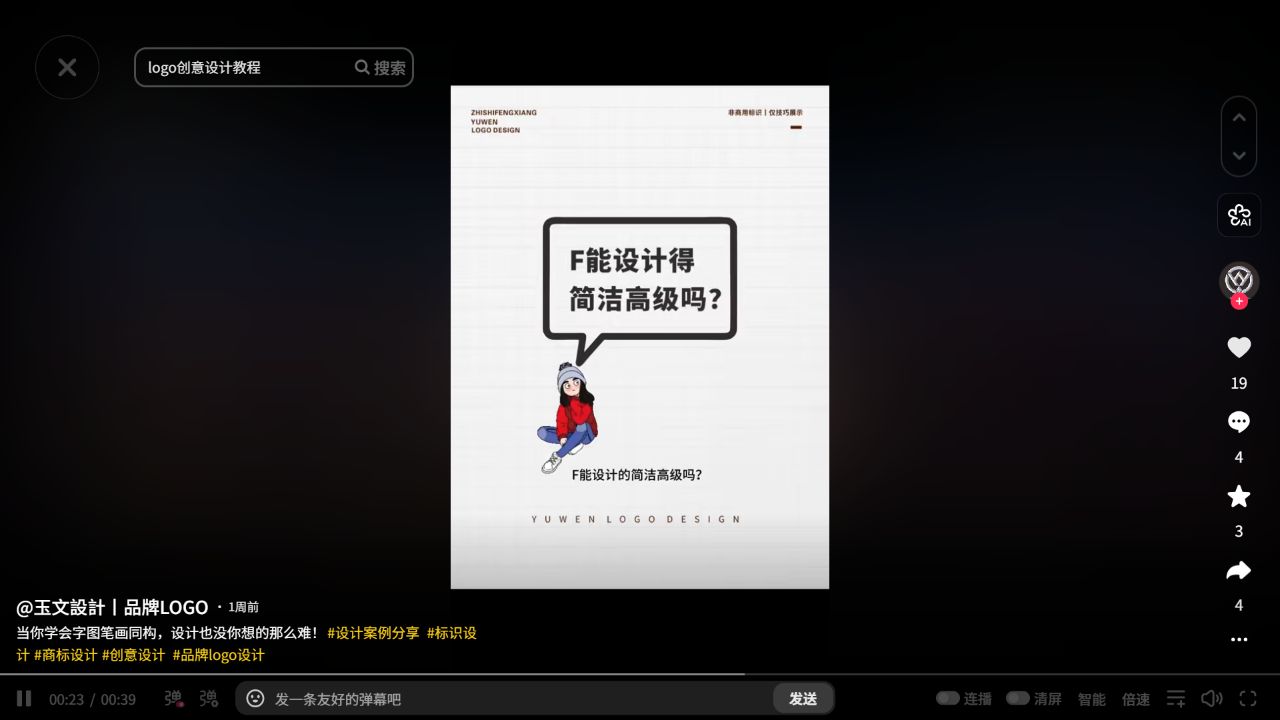 logo创意设计教程
搜索
ZHISHIFENGXIANG
YUWEN
LOGO DESIGN
非商用标识丨仅技巧展示
F能设计得
简洁高级吗?
F能设计的简洁高级吗?
YUWEN LOGO DESIGN
AI
19
4
3
4
@玉文設計丨品牌LOGO · 1周前
当你学会字图笔画同构，设计也没你想的那么难！ #设计案例分享 #标识设
计 #商标设计 #创意设计 #品牌logo设计
00:23 / 00:39
弹
弹
发一条友好的弹幕吧
发送
连播
清屏
智能
倍速